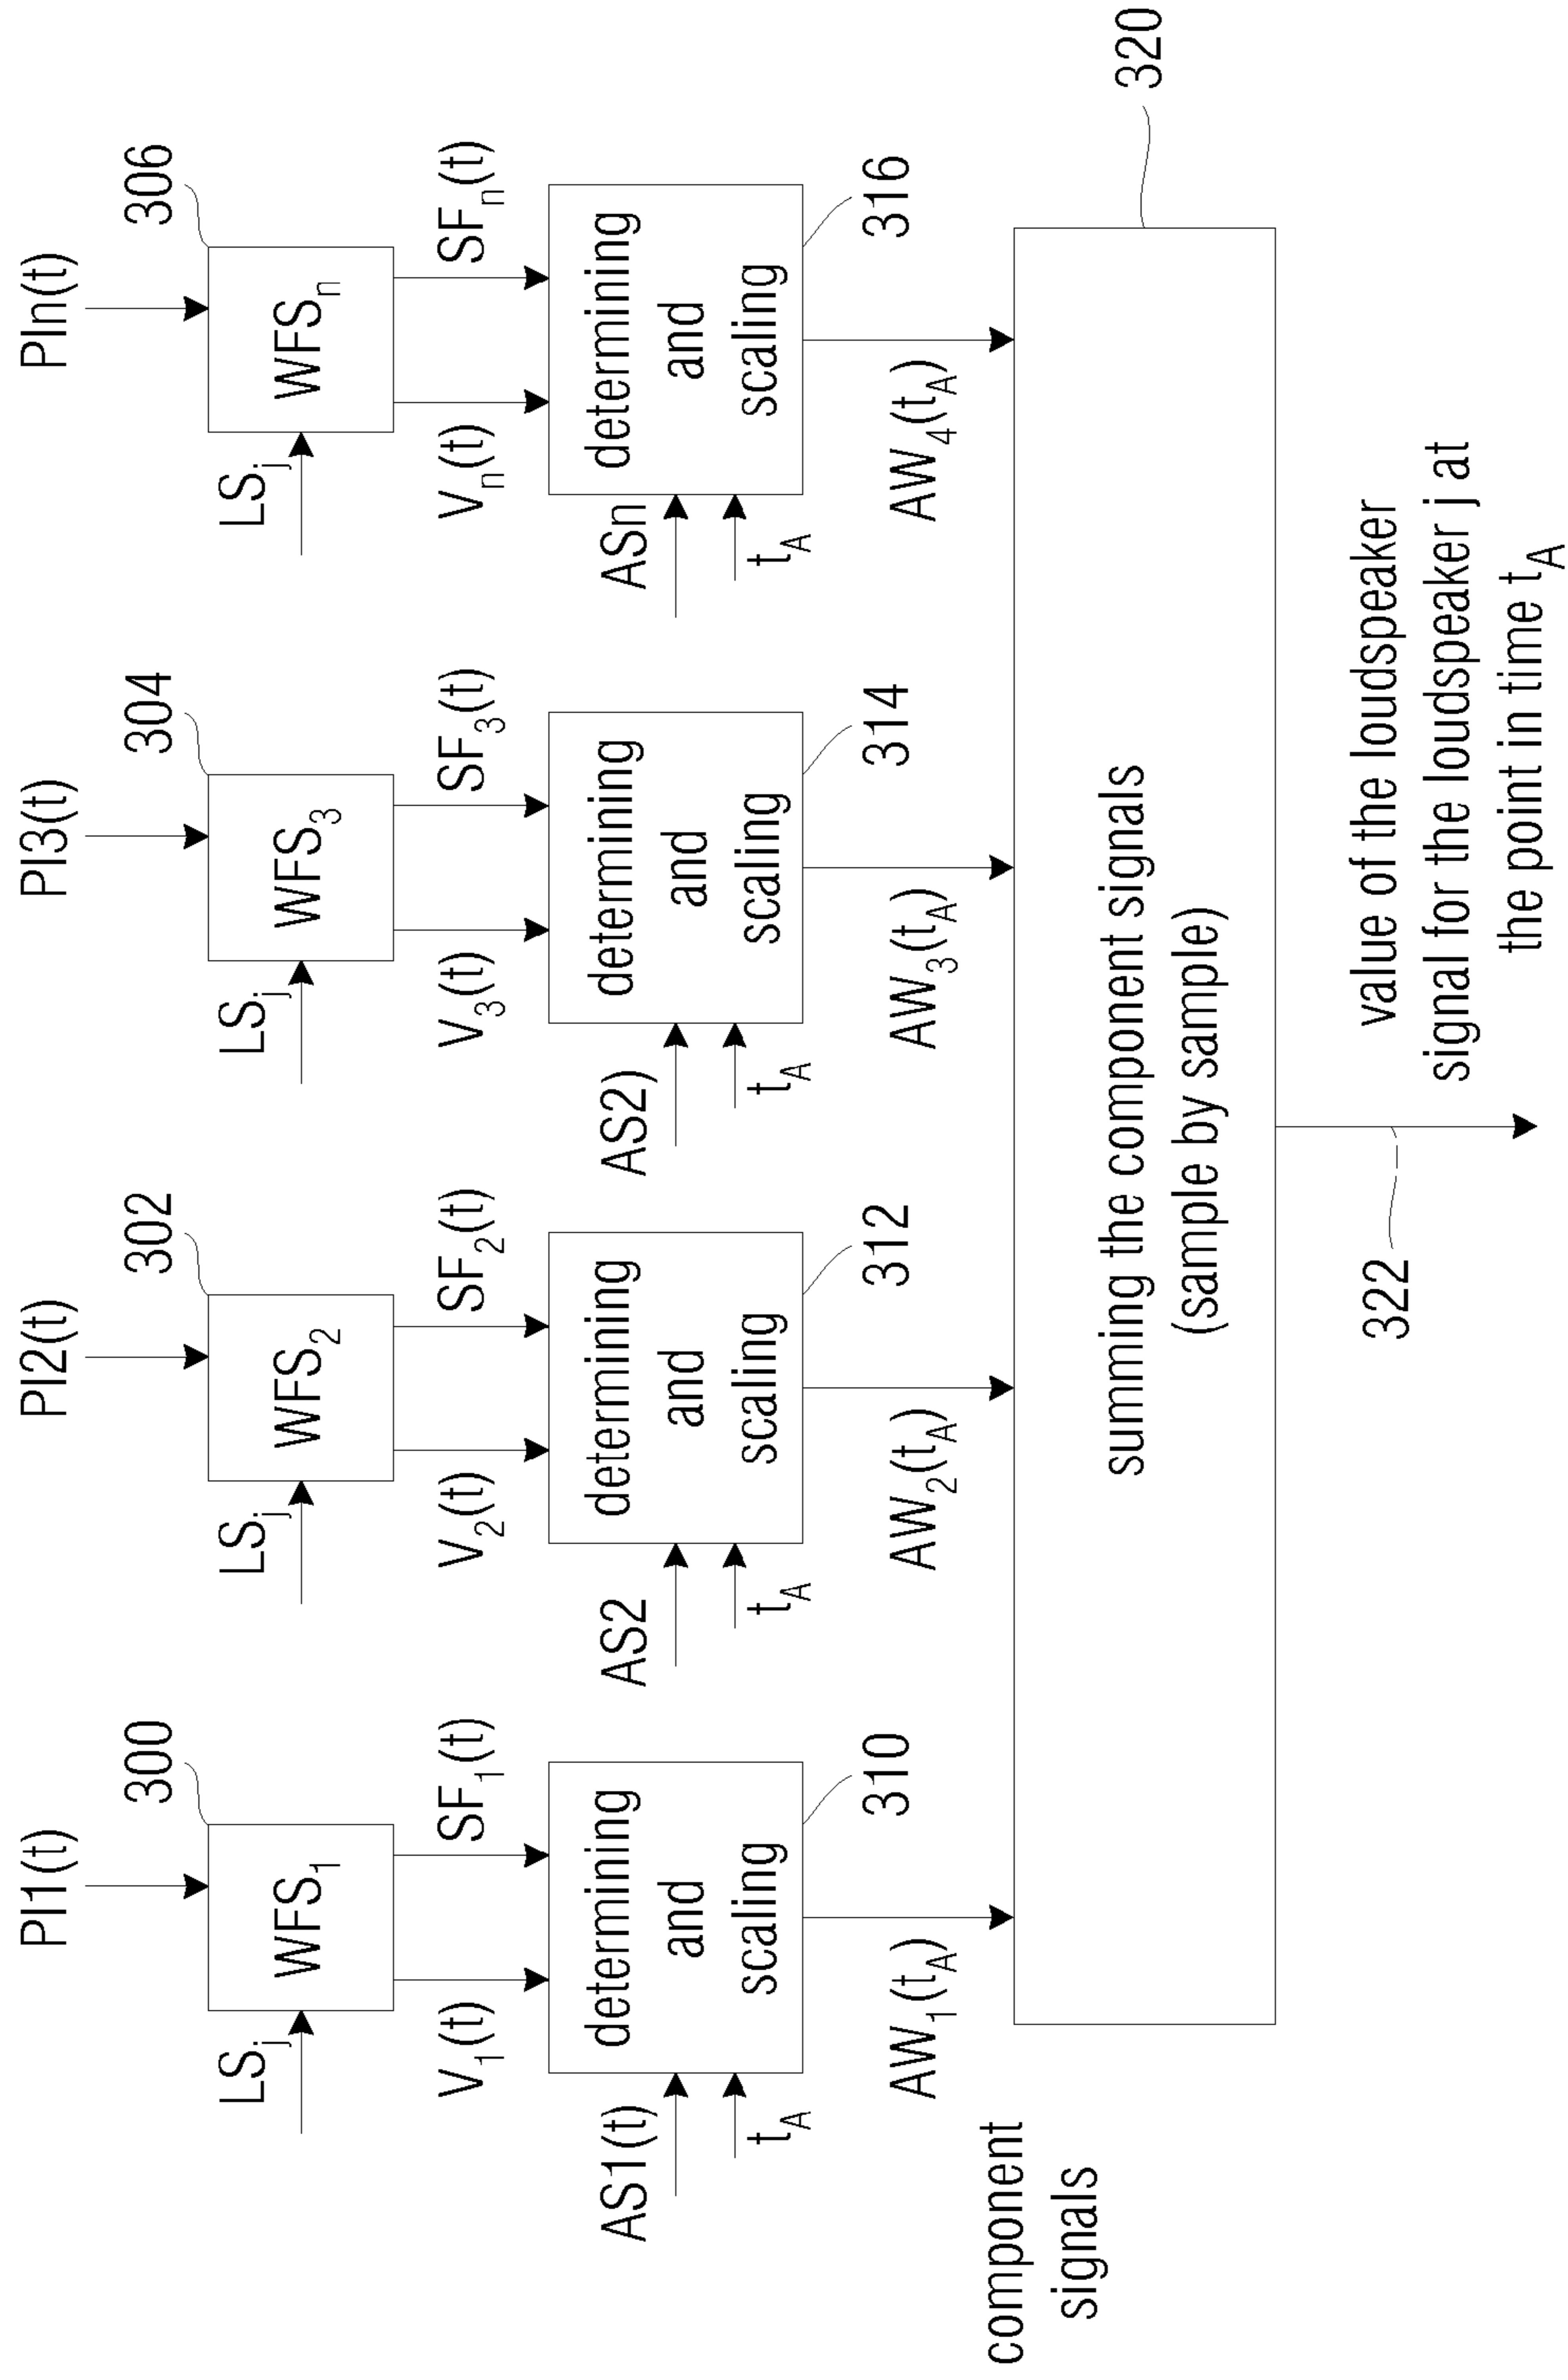 PI1(t)
PI2(t)
PI3(t)
PIn(t)
300
302
304
306
LSj
WFS1
LSj
WFS2
LSj
WFS3
LSj
WFSn
V1(t)
SF1(t)
V2(t)
SF2(t)
V3(t)
SF3(t)
Vn(t)
SFn(t)
AS1(t)
tA
determining
and
scaling
AS2
tA
determining
and
scaling
AS2)
tA
determining
and
scaling
ASn
tA
determining
and
scaling
310
312
314
316
AW1(tA)
AW2(tA)
AW3(tA)
AW4(tA)
component
signals
summing the component signals
(sample by sample)
320
322
value of the loudspeaker
signal for the loudspeaker j at
the point in time tA